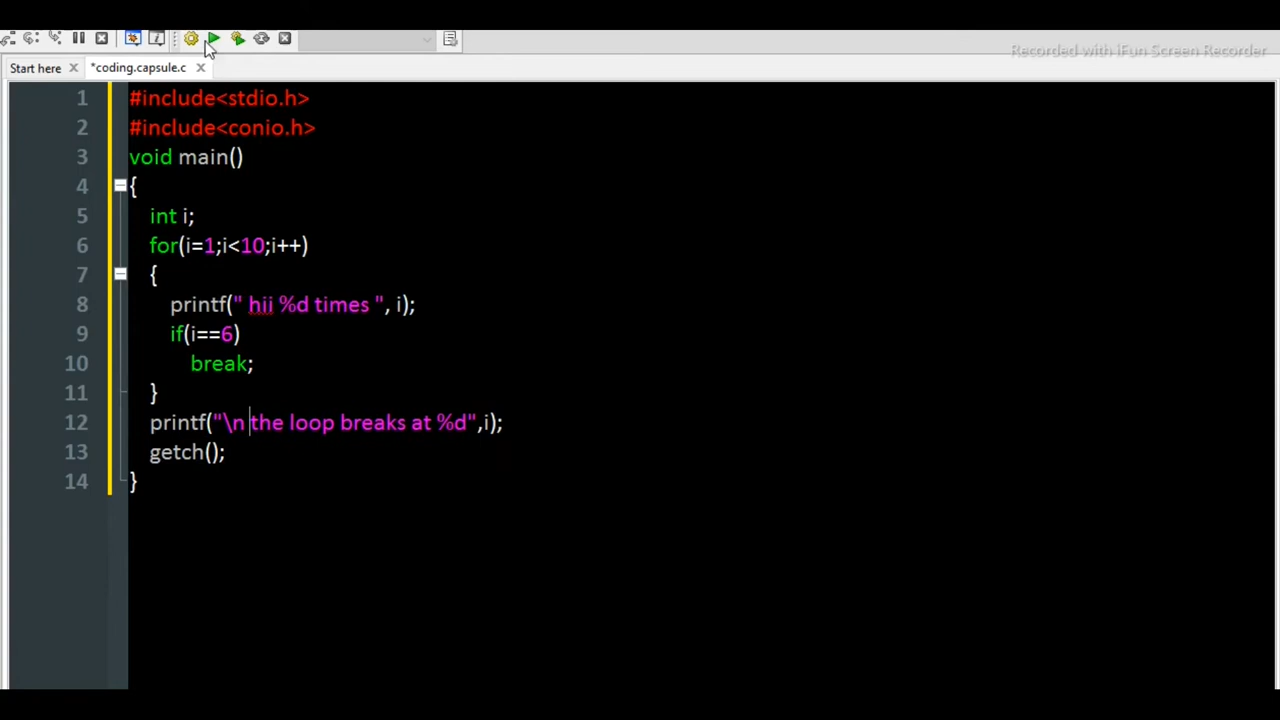 Recorded with iFun Screen Recorder
Start here
*coding.capsule.c
1 #include<stdio.h>
2 #include<conio.h>
3 void main()
4 {
5 int i;
6 for(i=1;i<10;i++)
7 {
8 printf(" hii %d times ", i);
9 if(i==6)
10 break;
11 }
12 printf("\n the loop breaks at %d",i);
13 getch();
14 }